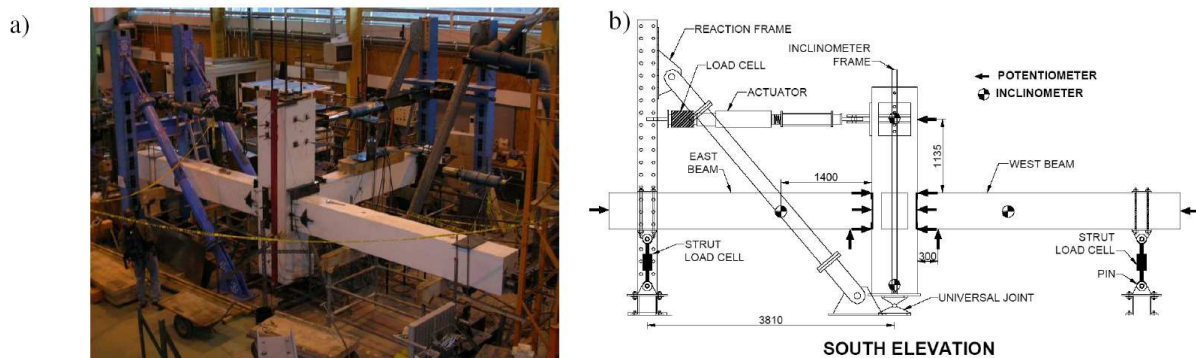 a)
b)
REACTION FRAME
INCLINOMETER
FRAME
LOAD CELL
ACTUATOR
POTENTIOMETER
INCLINOMETER
1135
EAST
BEAM
1400
WEST BEAM
STRUT
LOAD CELL
300
STRUT
LOAD CELL
PIN
UNIVERSAL JOINT
3810
SOUTH ELEVATION